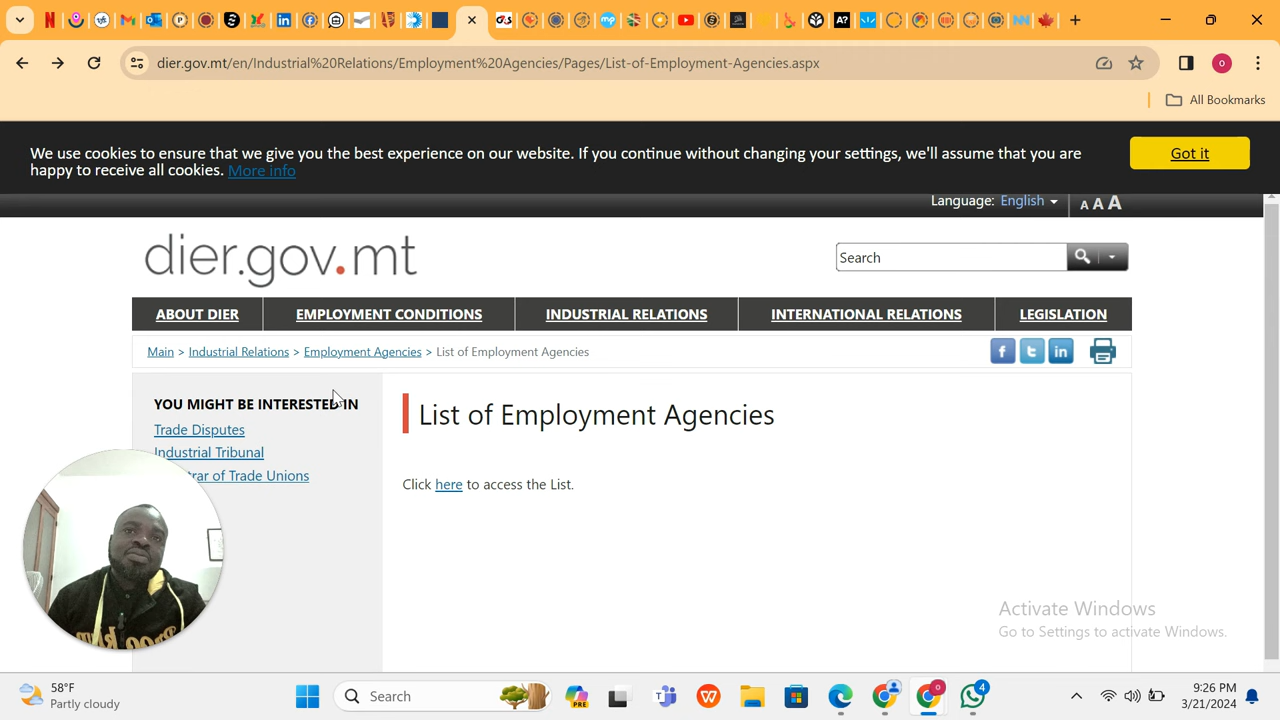 dier.gov.mt/en/Industrial%20Relations/Employment%20Agencies/Pages/List-of-Employment-Agencies.aspx
All Bookmarks
We use cookies to ensure that we give you the best experience on our website. If you continue without changing your settings, we'll assume that you are
happy to receive all cookies. More info
Got it
Language: English
A A A
dier.gov.mt
Search
ABOUT DIER
EMPLOYMENT CONDITIONS
INDUSTRIAL RELATIONS
INTERNATIONAL RELATIONS
LEGISLATION
Main > Industrial Relations > Employment Agencies > List of Employment Agencies
YOU MIGHT BE INTERESTED IN
Trade Disputes
Industrial Tribunal
of Trade Unions
List of Employment Agencies
Click here to access the List.
Activate Windows
Go to Settings to activate Windows.
58°F
Partly cloudy
Search
PRE
4
9:26 PM
3/21/2024